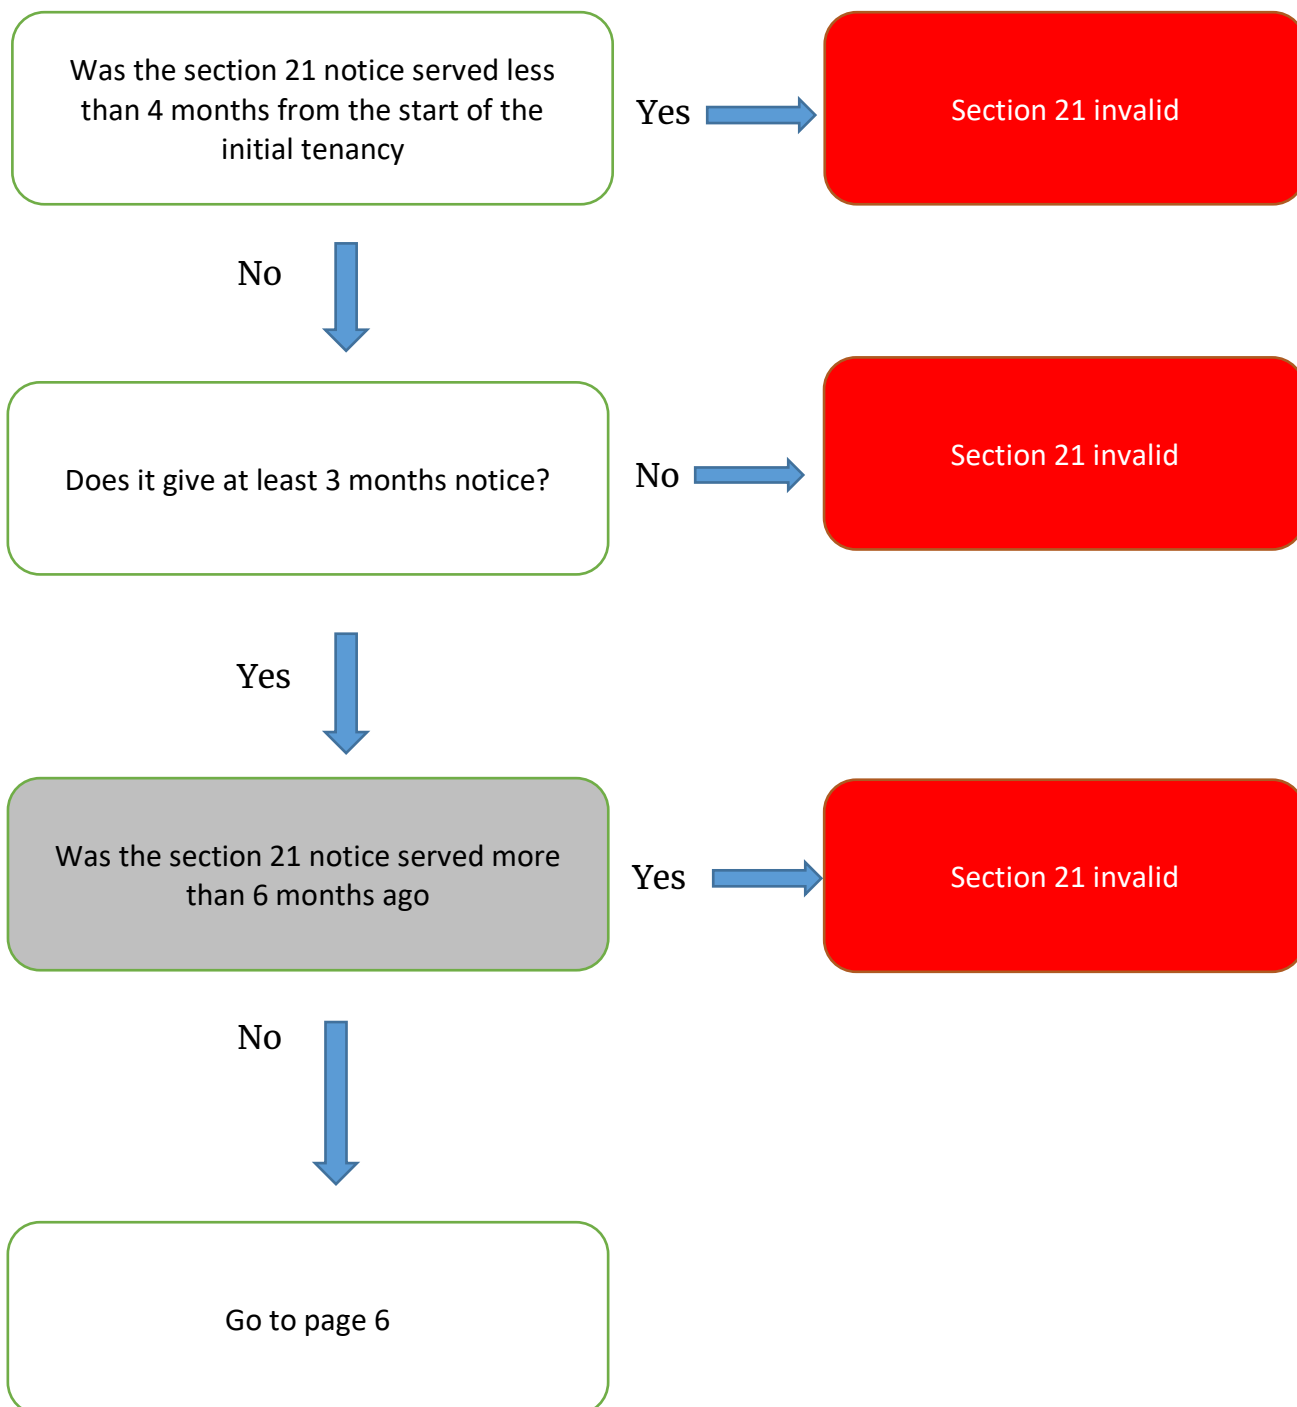 Was the section 21 notice served less
than 4 months from the start of the
initial tenancy
Yes
Section 21 invalid
No
Does it give at least 3 months notice?
No
Section 21 invalid
Yes
Was the section 21 notice served more
than 6 months ago
Yes
Section 21 invalid
No
Go to page 6